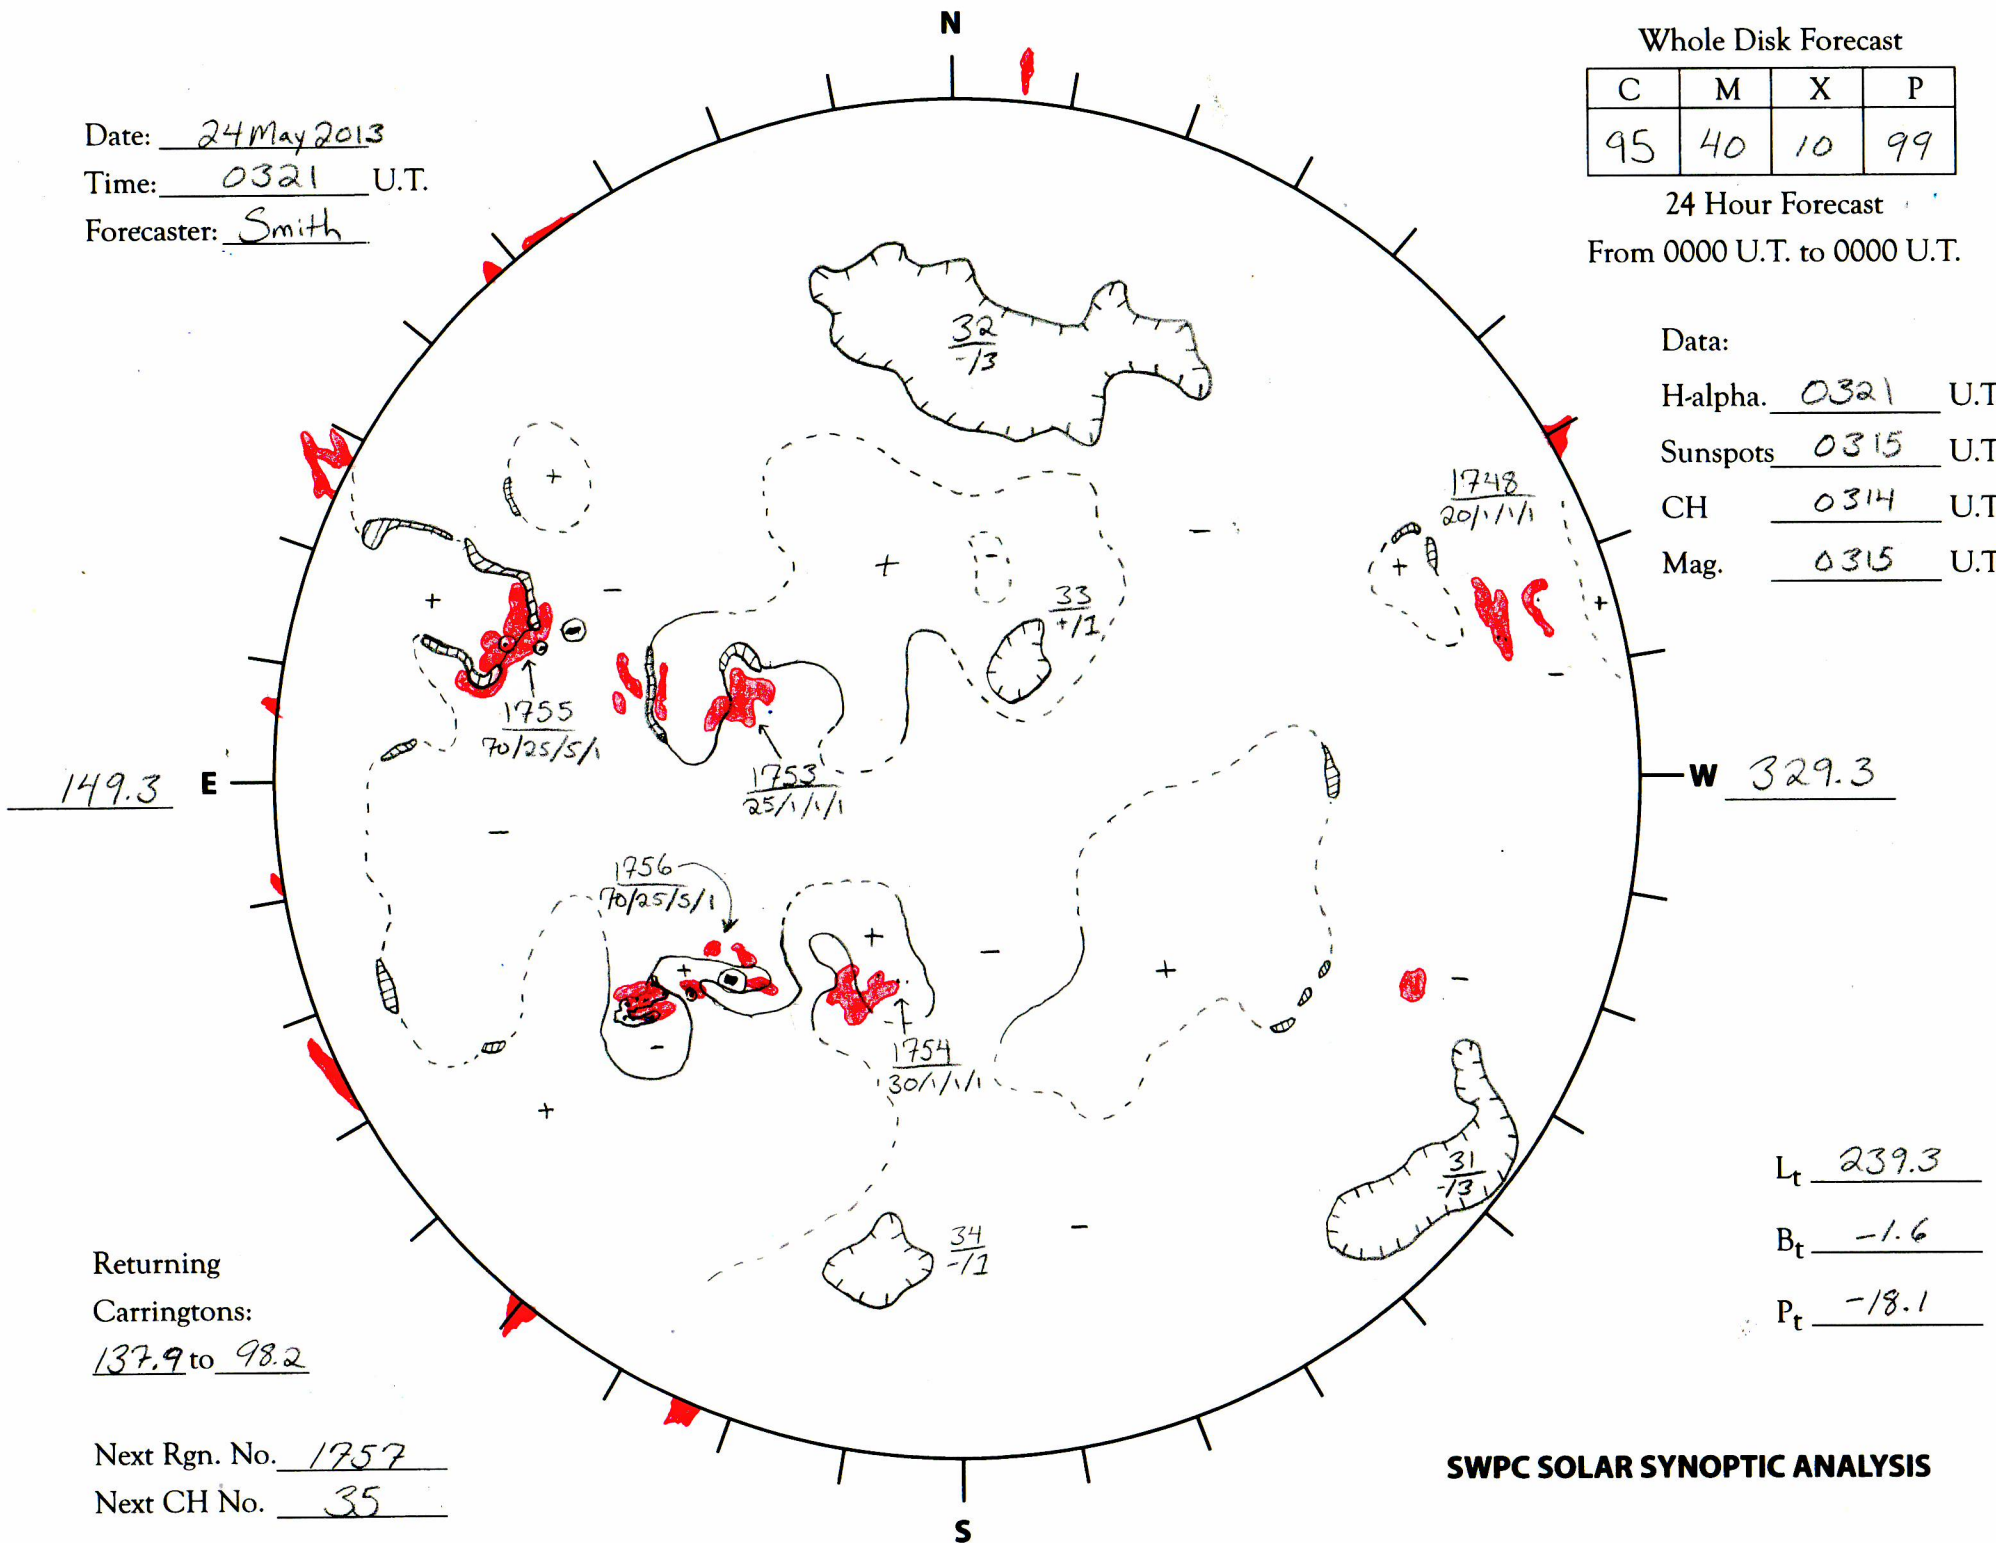 N
Whole Disk Forecast
C M X P
95 40 10 99
24 Hour Forecast
From 0000 U.T. to 0000 U.T.
Date: 24 May 2013
Time: 0321 U.T.
Forecaster: Smith
Data:
H-alpha. 0321 U.T
Sunspots 0315 U.T
CH 0314 U.T
Mag. 0315 U.T
32
-/3
+
-
1748
20/1/1/1
+
+
-
-
+
-
33
+/1
+
-
1755
70/25/5/1
1753
25/1/1/1
149.3 E
W 329.3
-
1756
70/25/5/1
+
+
-
+
-
-
1754
30/1/1/1
+
31
-/3
34
-/1
-
Lt 239.3
Bt -1.6
Pt -18.1
Returning
Carringtons:
137.9 to 98.2
Next Rgn. No. 1757
Next CH No. 35
SWPC SOLAR SYNOPTIC ANALYSIS
S